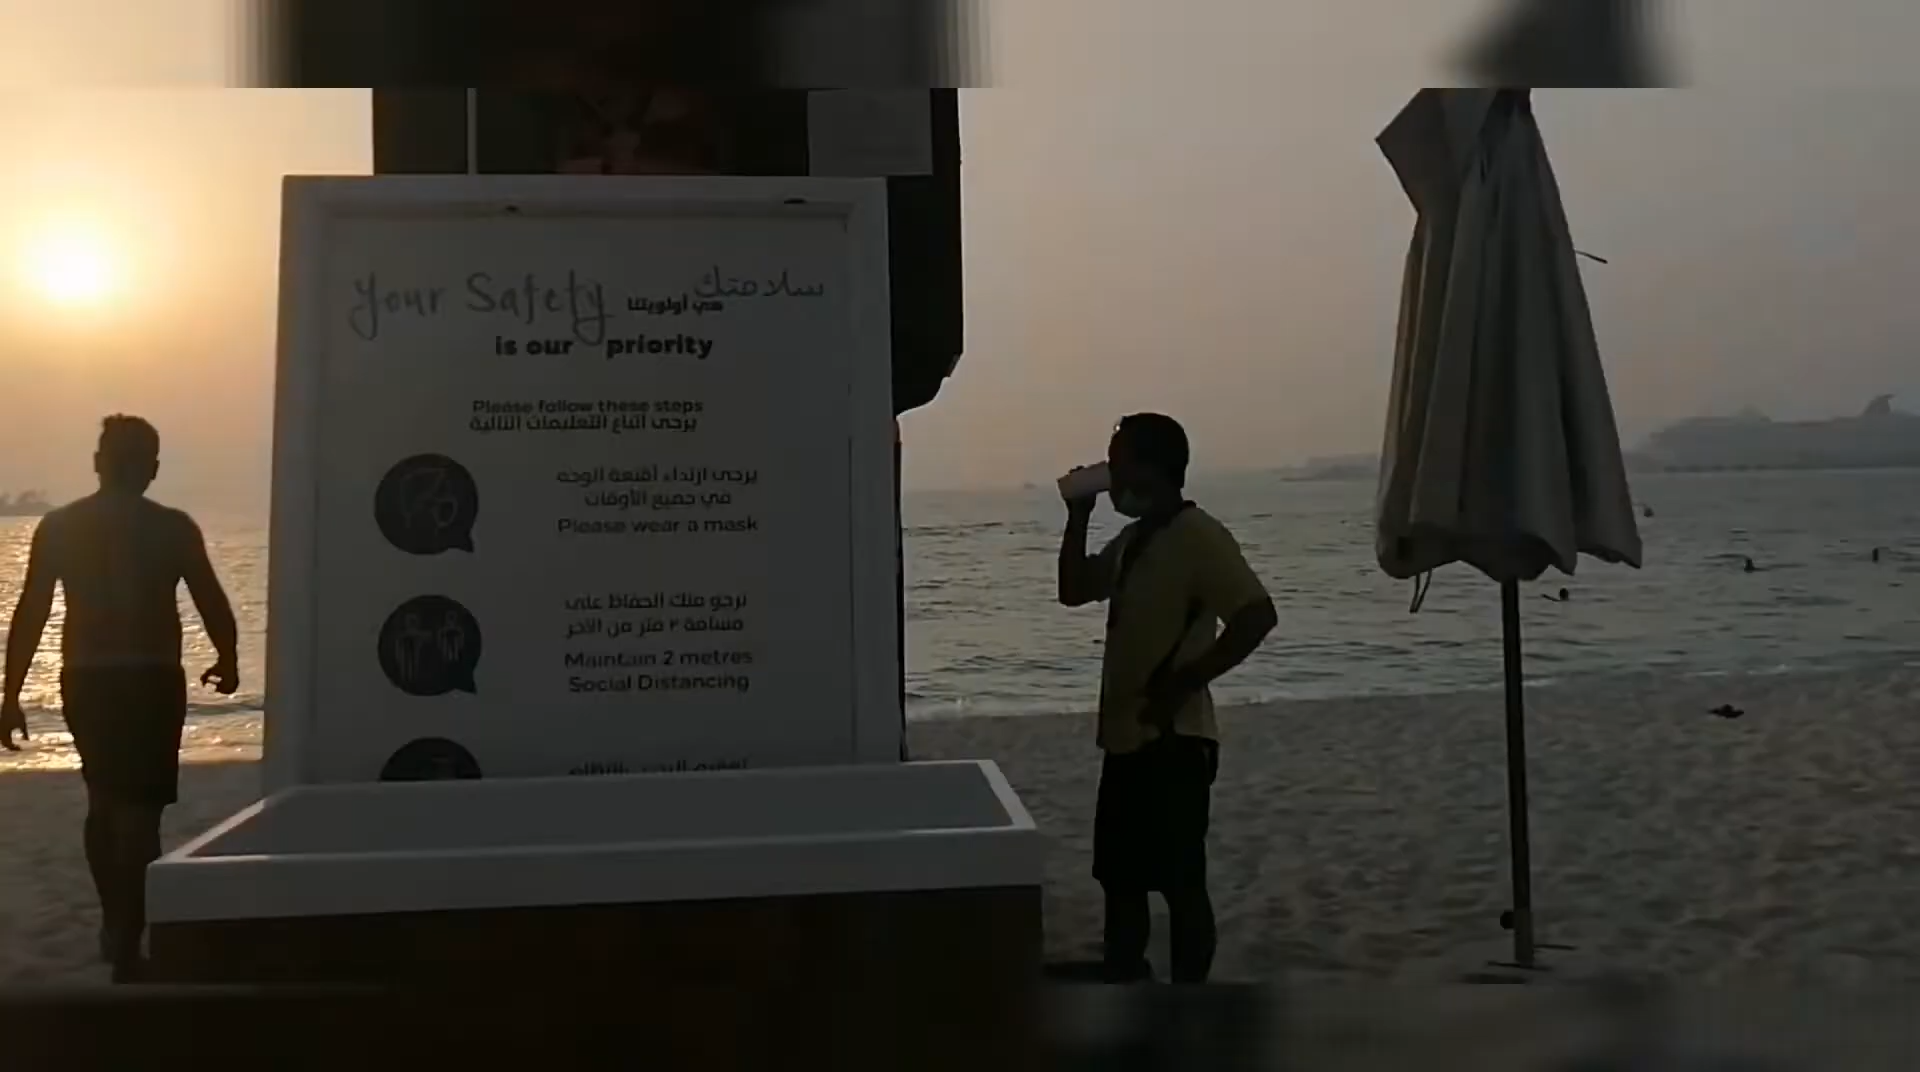 Your Safety سلامتك
هي أولويتنا
is our priority
Please follow these steps
يرجى اتباع التعليمات التالية
يرجى ارتداء أقنعة الوجه
في جميع الأوقات
Please wear a mask
نرجو منك الحفاظ على
مسافة ٢ متر من الآخر
Maintain 2 metres
Social Distancing